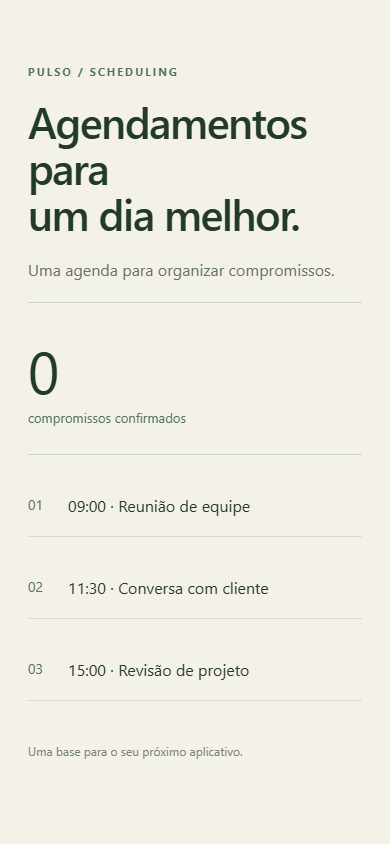 PULSO / SCHEDULING
Agendamentos
para
um dia melhor.
Uma agenda para organizar compromissos.
0
compromissos confirmados
01 09:00 · Reunião de equipe
02 11:30 · Conversa com cliente
03 15:00 · Revisão de projeto
Uma base para o seu próximo aplicativo.